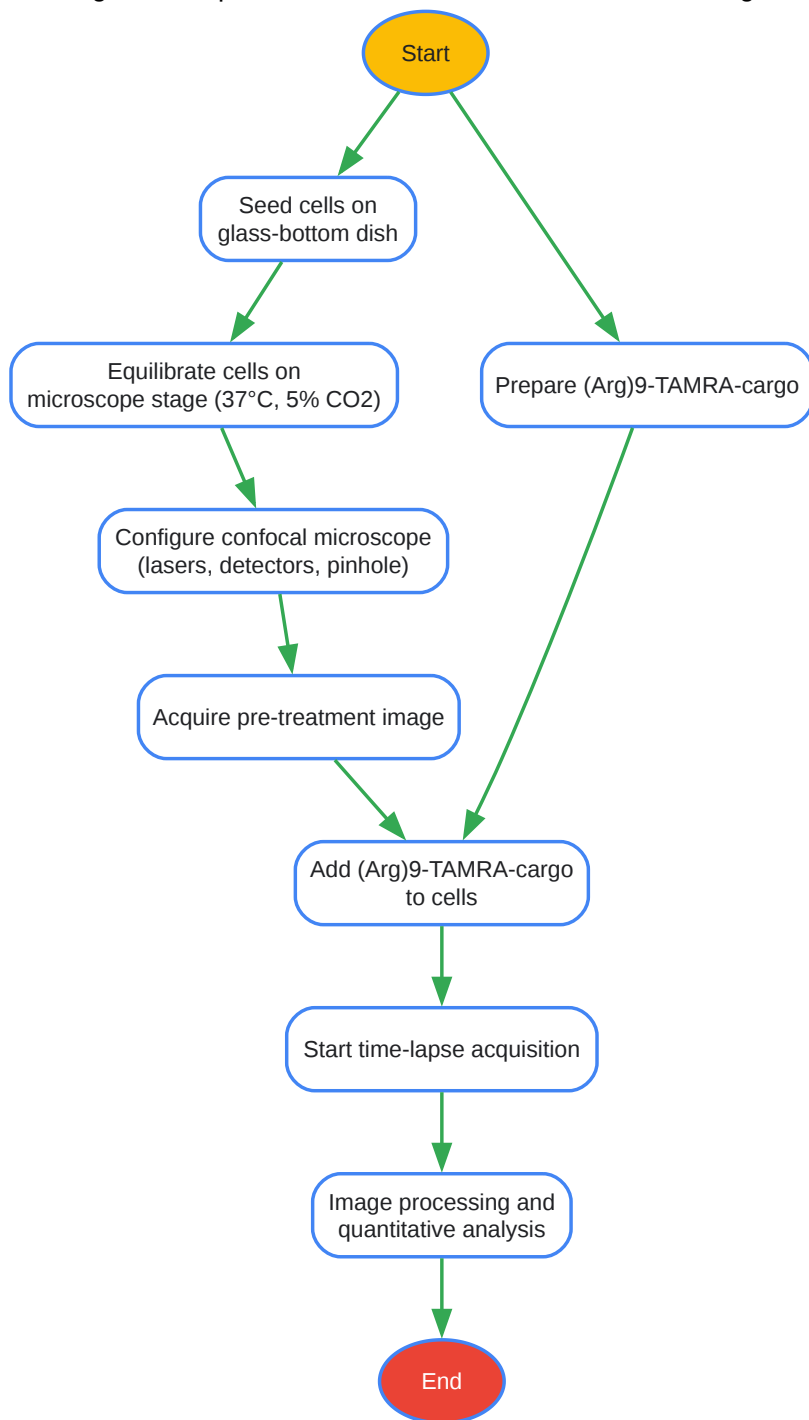 Start
Seed cells on
glass-bottom dish
Equilibrate cells on
microscope stage (37°C, 5% CO2)
Prepare (Arg)9-TAMRA-cargo
Configure confocal microscope
(lasers, detectors, pinhole)
Acquire pre-treatment image
Add (Arg)9-TAMRA-cargo
to cells
Start time-lapse acquisition
Image processing and
quantitative analysis
End